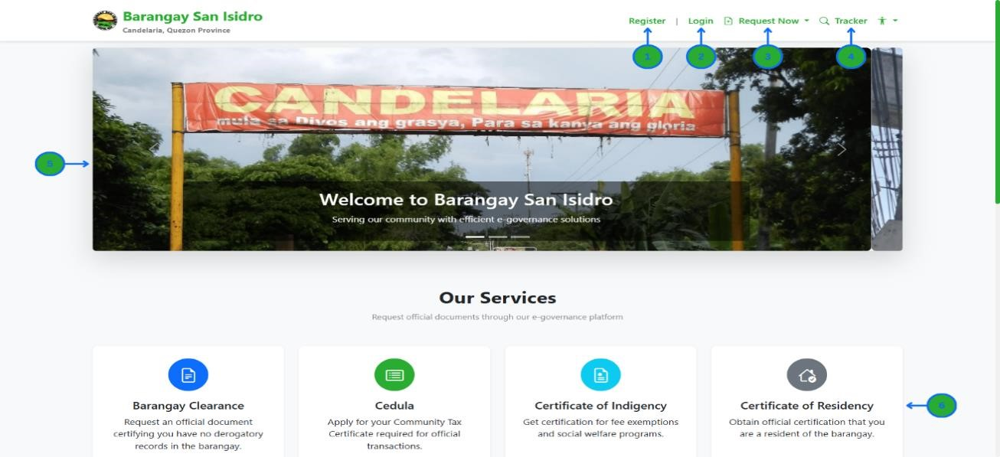 Barangay San Isidro
Candelaria, Quezon Province
Register | Login Request Now Tracker
1 2 3 4
CANDELARIA
mula sa Diyos ang grasya, Para sa kanya ang gloria
5
Welcome to Barangay San Isidro
Serving our community with efficient e-governance solutions
Our Services
Request official documents through our e-governance platform
Barangay Clearance
Request an official document
certifying you have no derogatory
records in the barangay.
Cedula
Apply for your Community Tax
Certificate required for official
transactions.
Certificate of Indigency
Get certification for fee exemptions
and social welfare programs.
Certificate of Residency
Obtain official certification that you
are a resident of the barangay.
6